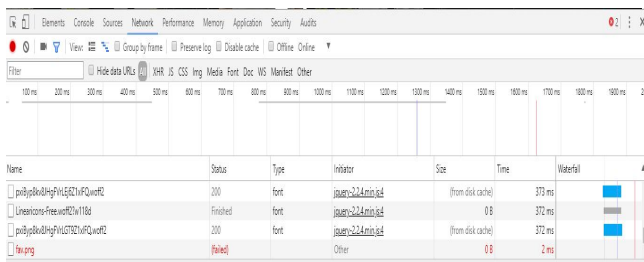 Elements Console Sources Network Performance Memory Application Security Audits 2
View: Group by frame Preserve log Disable cache Offline Online
Filter Hide data URLs All XHR JS CSS Img Media Font Doc WS Manifest Other
100 ms 200 ms 300 ms 400 ms 500 ms 600 ms 700 ms 800 ms 900 ms 1000 ms 1100 ms 1200 ms 1300 ms 1400 ms 1500 ms 1600 ms 1700 ms 1800 ms 1900 ms 2
Name Status Type Initiator Size Time Waterfall
pxiByp8kv8JHgFVrLEj6Z1xlFQ.woff2 200 font jquery-2.2.4.min.js:4 (from disk cache) 373 ms
Linearicons-Free.woff2?w118d Finished font jquery-2.2.4.min.js:4 0 B 372 ms
pxiByp8kv8JHgFVrLGT9Z1xlFQ.woff2 200 font jquery-2.2.4.min.js:4 (from disk cache) 372 ms
fav.png (failed) Other 0 B 2 ms